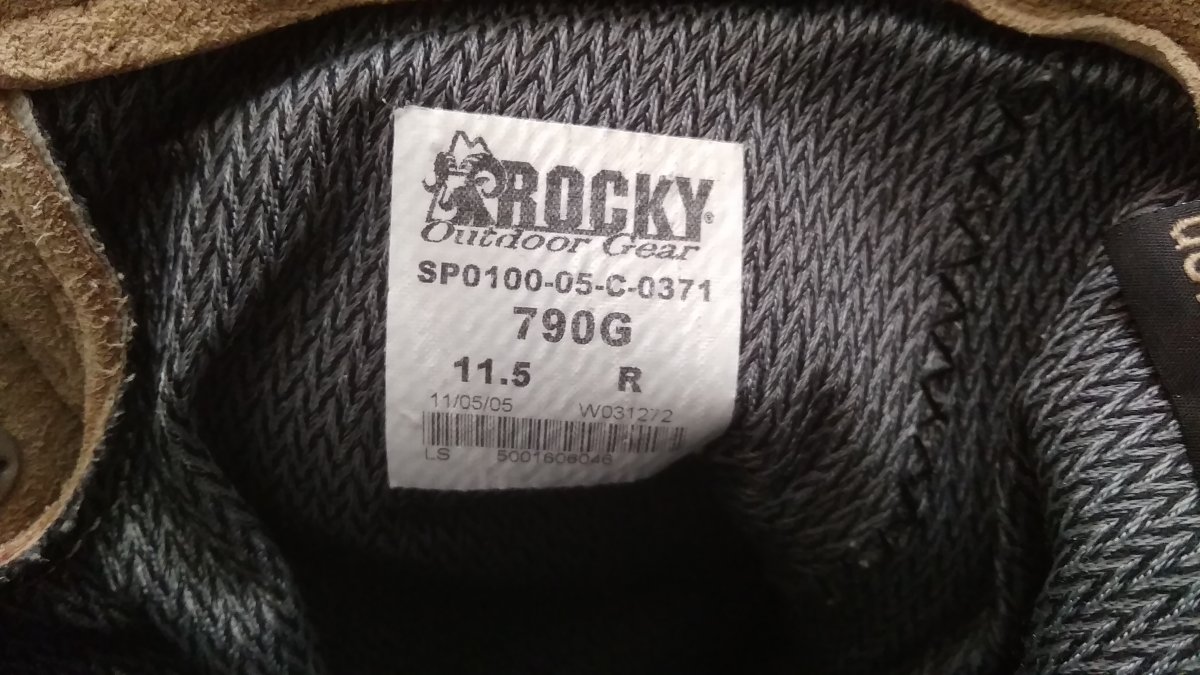 ROCKY®
Outdoor Gear
SP0100-05-C-0371
790G
11.5 R
11/05/05 W031272
LS 5001606046